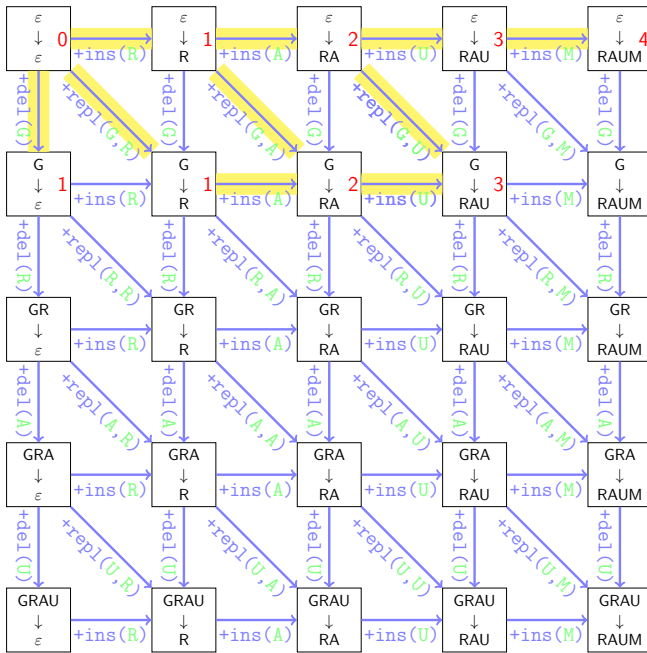 ε ↓ ε 0 +ins(R) ε ↓ R 1 +ins(A) ε ↓ RA 2 +ins(U) ε ↓ RAU 3 +ins(M) ε ↓ RAUM 4
+del(G) +repl(G,R) +del(G) +repl(G,A) +del(G) +repl(G,U) +del(G) +repl(G,M) +del(G)
G ↓ ε 1 +ins(R) G ↓ R 1 +ins(A) G ↓ RA 2 +ins(U) G ↓ RAU 3 +ins(M) G ↓ RAUM
+del(R) +repl(R,R) +del(R) +repl(R,A) +del(R) +repl(R,U) +del(R) +repl(R,M) +del(R)
GR ↓ ε +ins(R) GR ↓ R +ins(A) GR ↓ RA +ins(U) GR ↓ RAU +ins(M) GR ↓ RAUM
+del(A) +repl(A,R) +del(A) +repl(A,A) +del(A) +repl(A,U) +del(A) +repl(A,M) +del(A)
GRA ↓ ε +ins(R) GRA ↓ R +ins(A) GRA ↓ RA +ins(U) GRA ↓ RAU +ins(M) GRA ↓ RAUM
+del(U) +repl(U,R) +del(U) +repl(U,A) +del(U) +repl(U,U) +del(U) +repl(U,M) +del(U)
GRAU ↓ ε +ins(R) GRAU ↓ R +ins(A) GRAU ↓ RA +ins(U) GRAU ↓ RAU +ins(M) GRAU ↓ RAUM